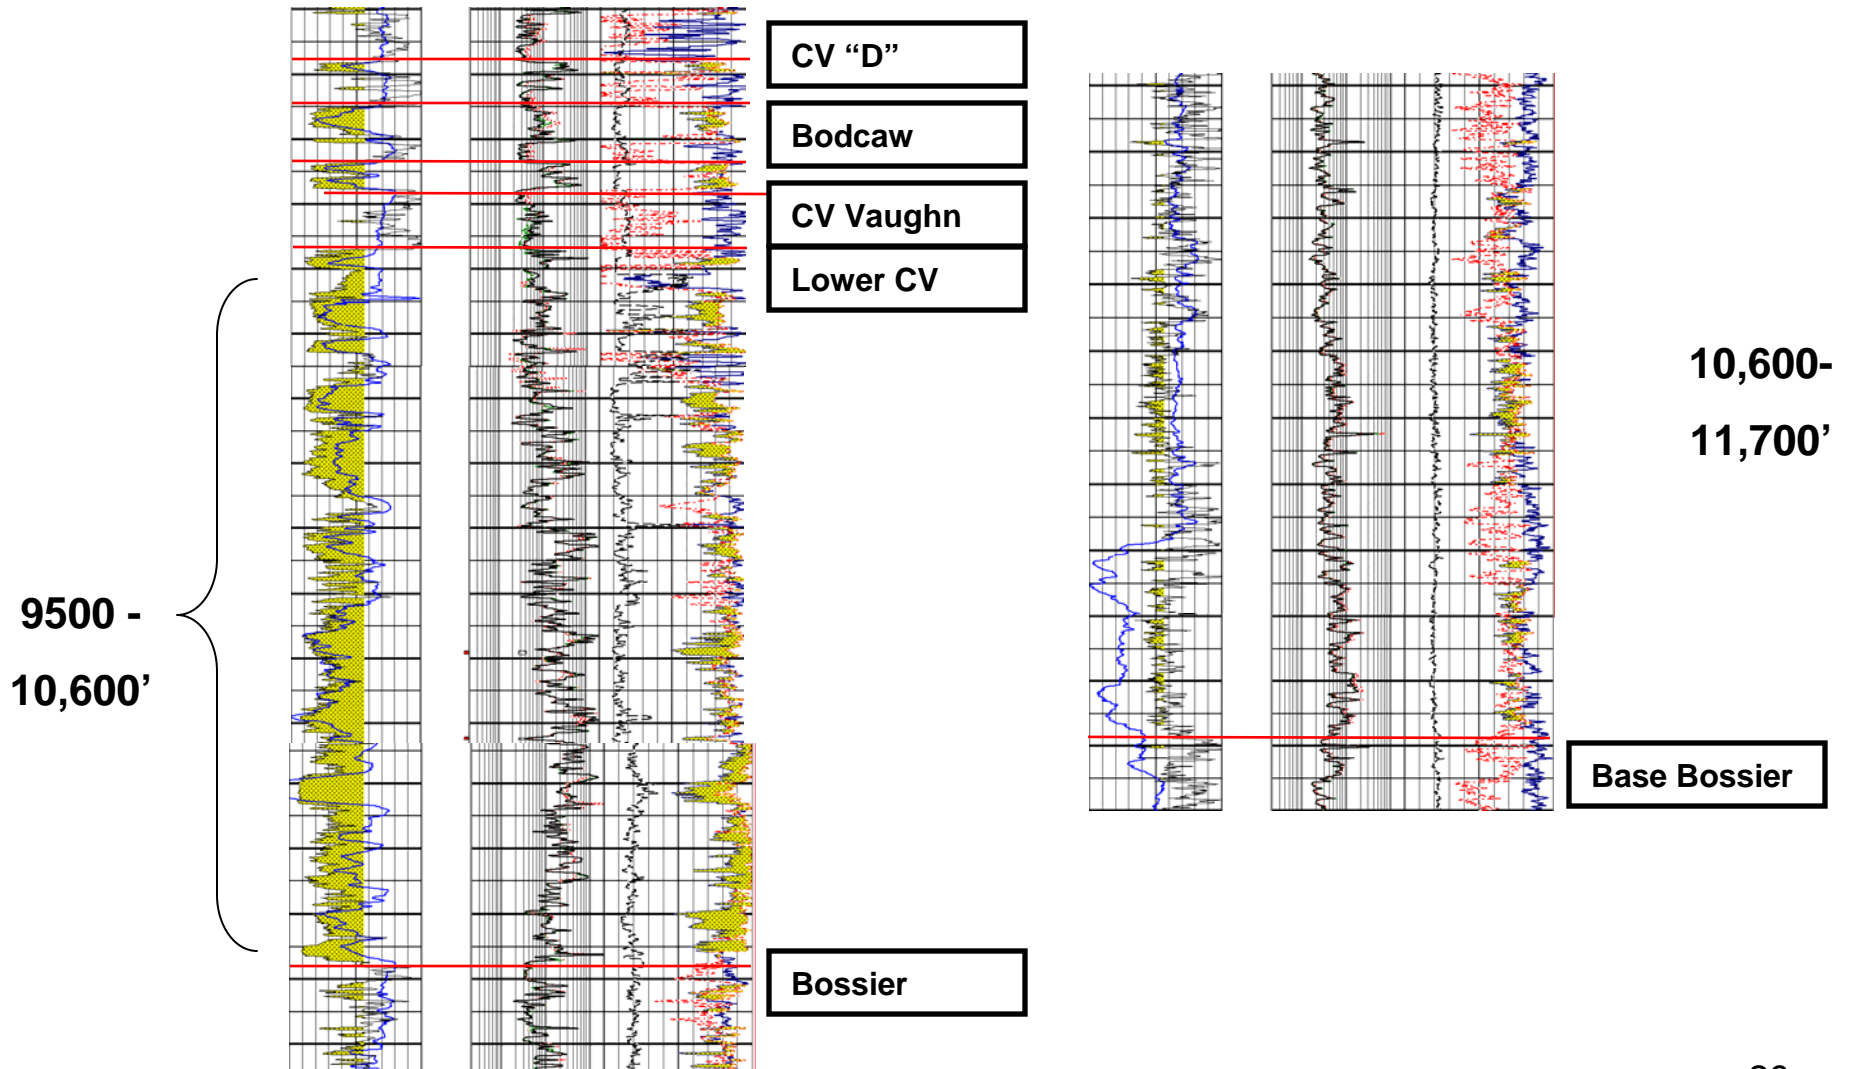 CV “D”
Bodcaw
CV Vaughn
Lower CV
9500 -
10,600’
Bossier
10,600-
11,700’
Base Bossier